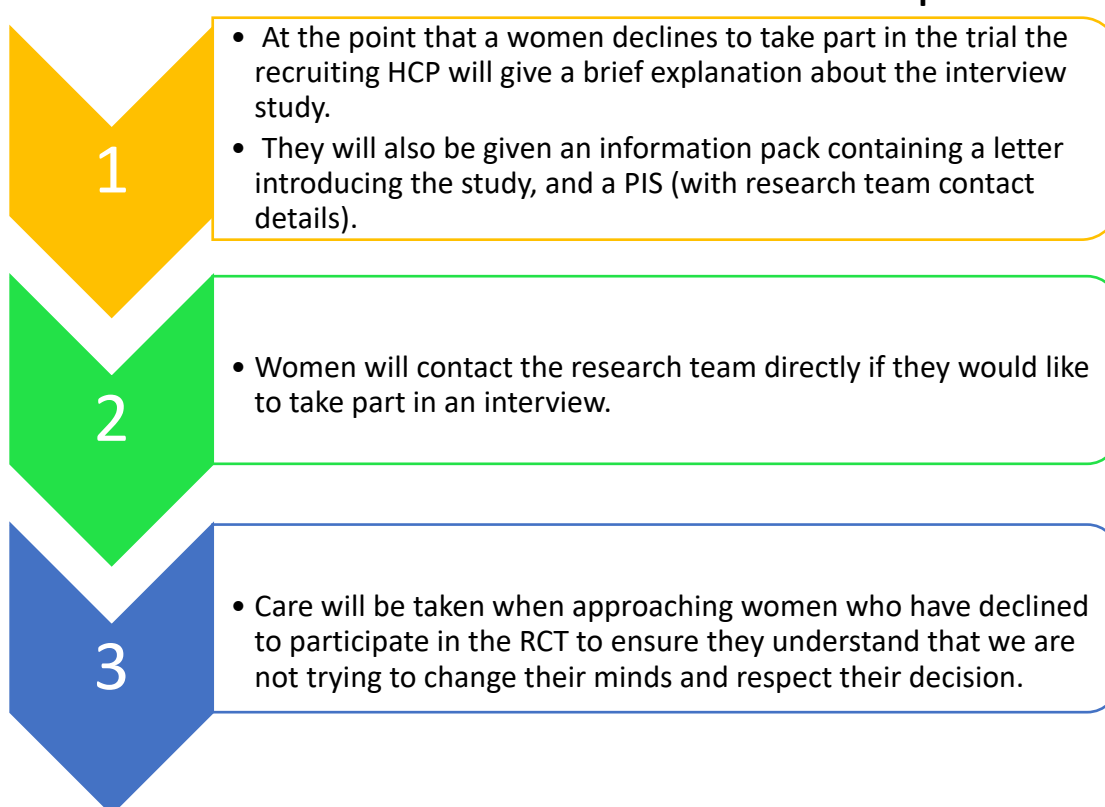 1
• At the point that a women declines to take part in the trial the
recruiting HCP will give a brief explanation about the interview
study.
• They will also be given an information pack containing a letter
introducing the study, and a PIS (with research team contact
details).
2
• Women will contact the research team directly if they would like
to take part in an interview.
3
• Care will be taken when approaching women who have declined
to participate in the RCT to ensure they understand that we are
not trying to change their minds and respect their decision.